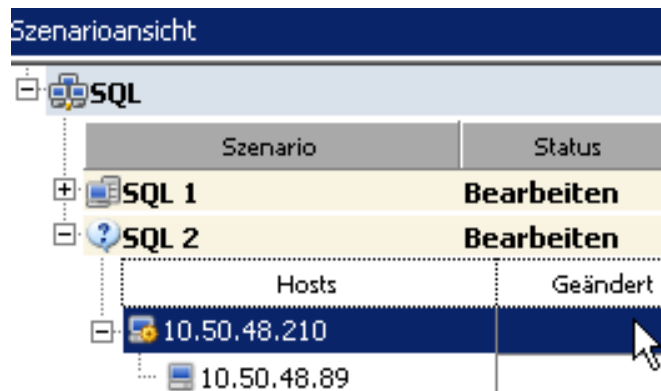 Szenarioansicht
SQL
Szenario Status
SQL 1 Bearbeiten
SQL 2 Bearbeiten
Hosts Geändert
10.50.48.210
10.50.48.89